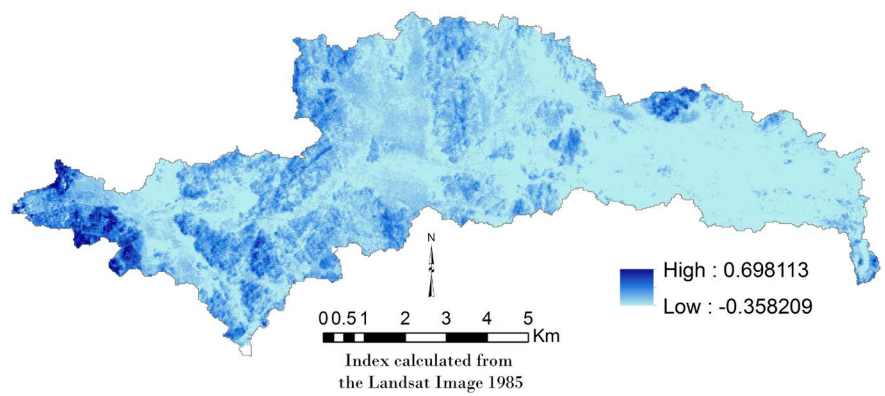 N
High : 0.698113
Low : -0.358209
0 0.5 1 2 3 4 5
Km
Index calculated from
the Landsat Image 1985